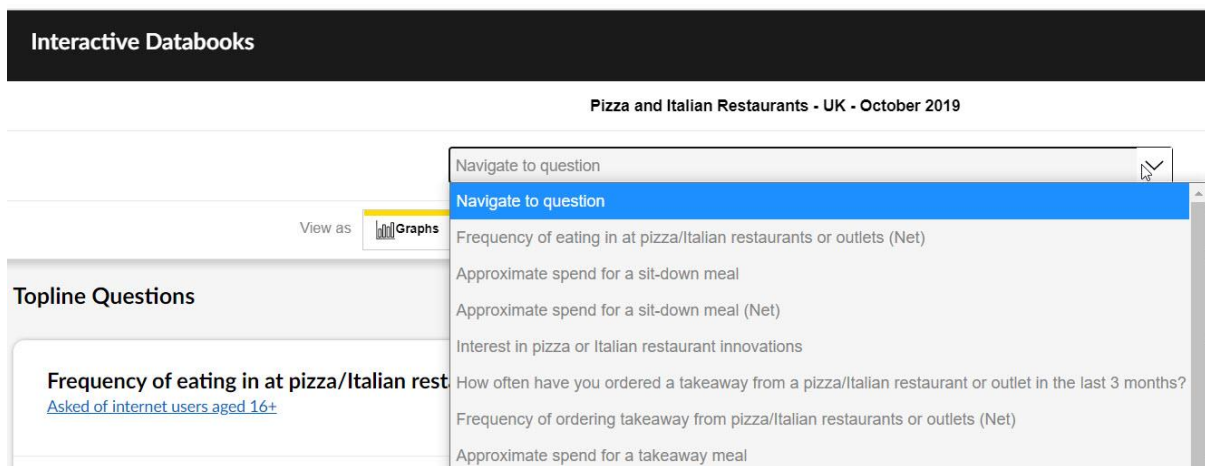 Interactive Databooks
Pizza and Italian Restaurants - UK - October 2019
Navigate to question
Navigate to question
View as
Graphs
Frequency of eating in at pizza/Italian restaurants or outlets (Net)
Approximate spend for a sit-down meal
Topline Questions
Approximate spend for a sit-down meal (Net)
Interest in pizza or Italian restaurant innovations
Frequency of eating in at pizza/Italian rest
How often have you ordered a takeaway from a pizza/Italian restaurant or outlet in the last 3 months?
Asked of internet users aged 16+
Frequency of ordering takeaway from pizza/Italian restaurants or outlets (Net)
Approximate spend for a takeaway meal